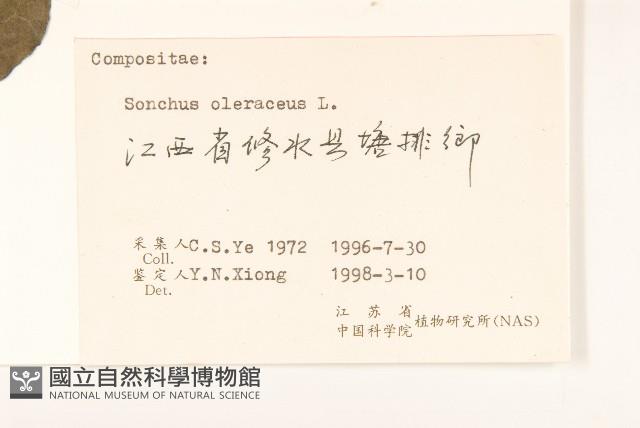 Compositae:
Sonchus oleraceus L.
江西省修水县塘排鄉
采集人C.S.Ye 1972 1996-7-30
Coll.
鉴定人Y.N.Xiong 1998-3-10
Det.
江苏省
中国科学院植物研究所(NAS)
國立自然科學博物館
NATIONAL MUSEUM OF NATURAL SCIENCE